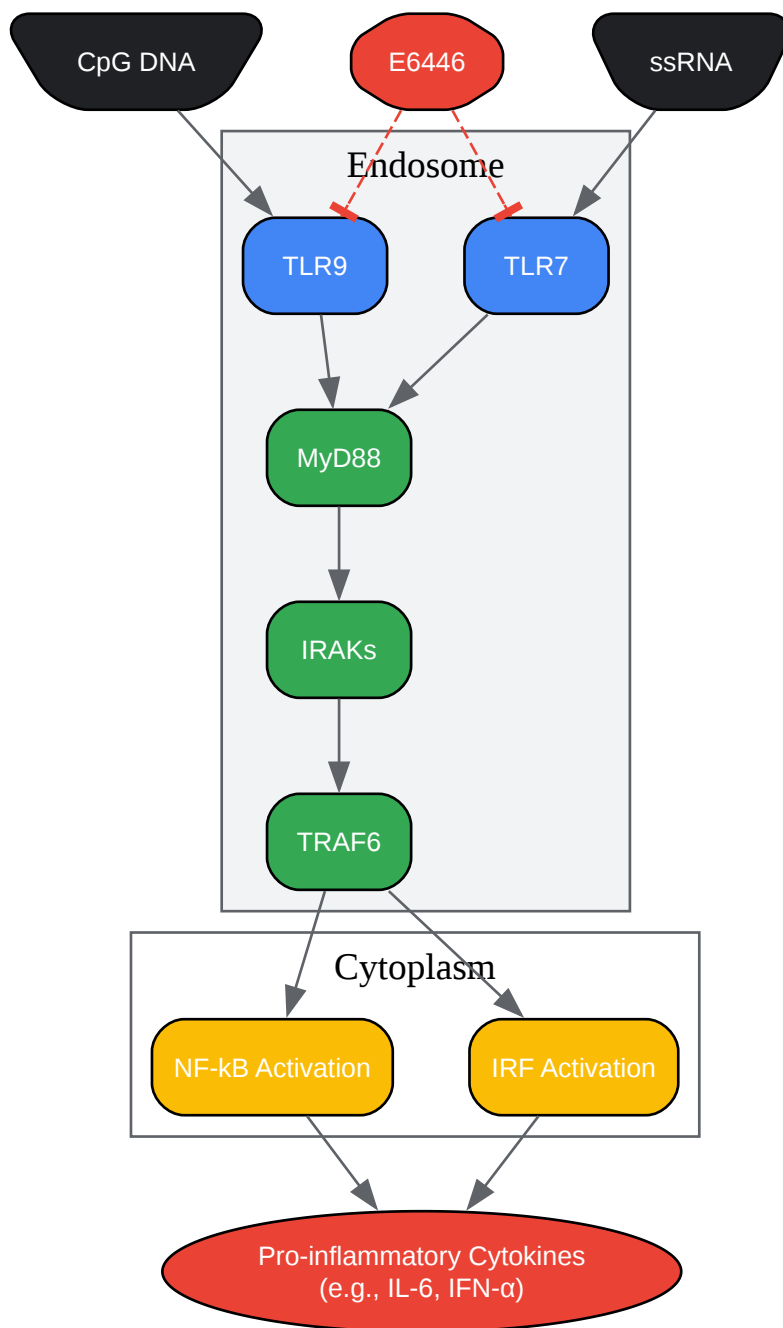 CpG DNA
E6446
ssRNA
Endosome
TLR9
TLR7
MyD88
IRAKs
TRAF6
Cytoplasm
NF-kB Activation
IRF Activation
Pro-inflammatory Cytokines
(e.g., IL-6, IFN-α)